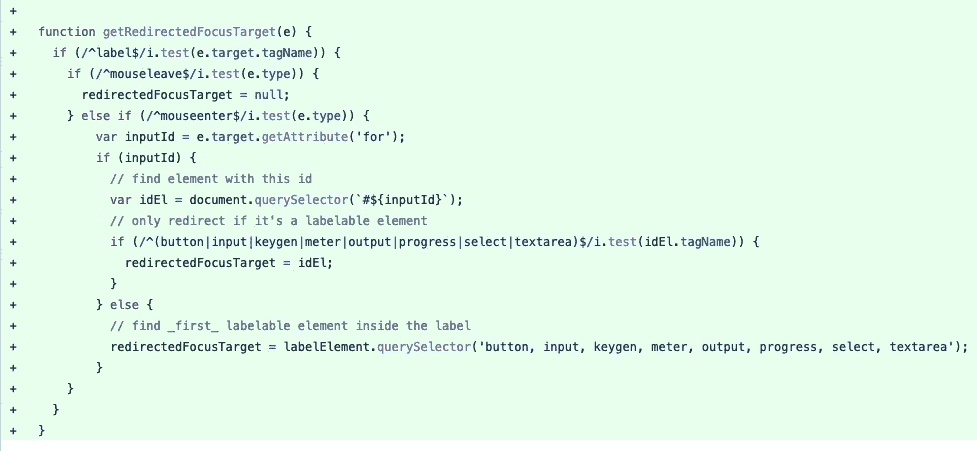 +
+   function getRedirectedFocusTarget(e) {
+     if (/^label$/i.test(e.target.tagName)) {
+       if (/^mouseleave$/i.test(e.type)) {
+         redirectedFocusTarget = null;
+       } else if (/^mouseenter$/i.test(e.type)) {
+           var inputId = e.target.getAttribute('for');
+           if (inputId) {
+             // find element with this id
+             var idEl = document.querySelector(`#${inputId}`);
+             // only redirect if it's a labelable element
+             if (/^(button|input|keygen|meter|output|progress|select|textarea)$/i.test(idEl.tagName)) {
+               redirectedFocusTarget = idEl;
+             }
+           } else {
+             // find _first_ labelable element inside the label
+             redirectedFocusTarget = labelElement.querySelector('button, input, keygen, meter, output, progress, select, textarea');
+           }
+       }
+     }
+   }